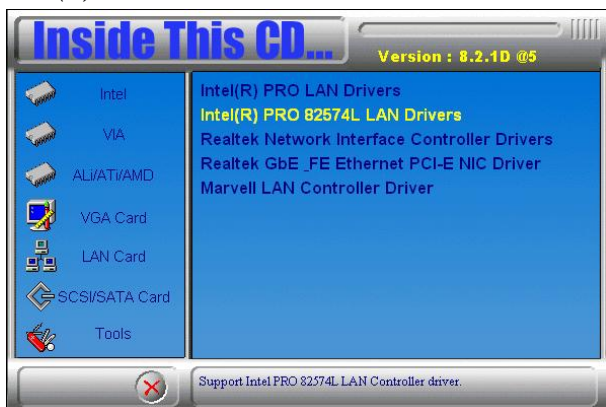 Inside This CD...
Version : 8.2.1D @5
Intel
VIA
ALi/ATi/AMD
VGA Card
LAN Card
SCSI/SATA Card
Tools
Intel(R) PRO LAN Drivers
Intel(R) PRO 82574L LAN Drivers
Realtek Network Interface Controller Drivers
Realtek GbE _FE Ethernet PCI-E NIC Driver
Marvell LAN Controller Driver
Support Intel PRO 82574L LAN Controller driver.